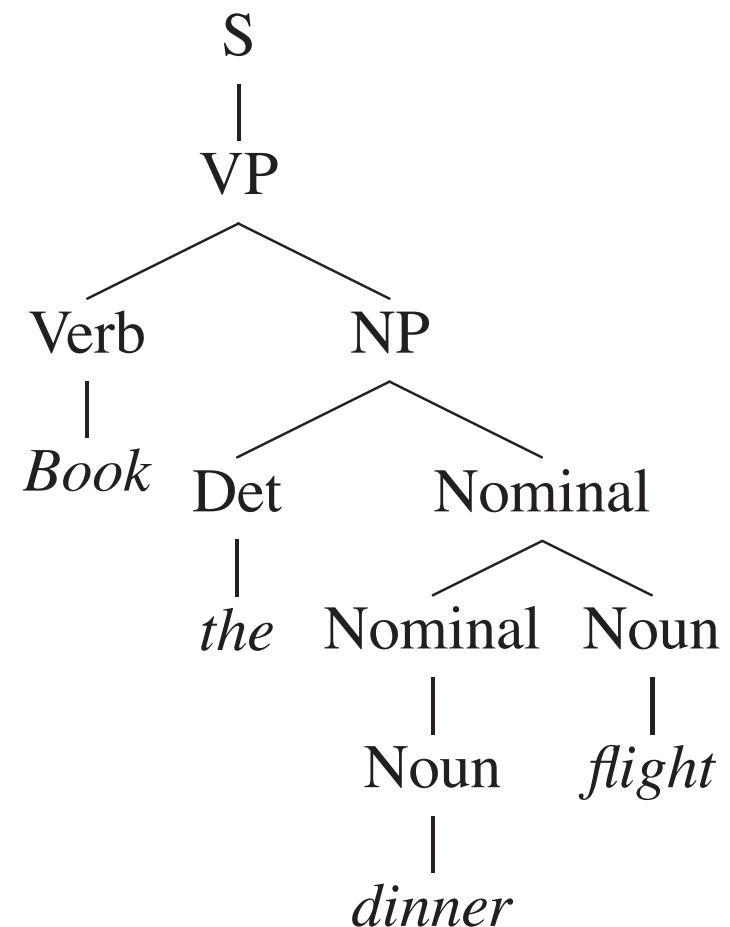 S
VP
Verb NP
Book
Det Nominal
the Nominal Noun
Noun flight
dinner